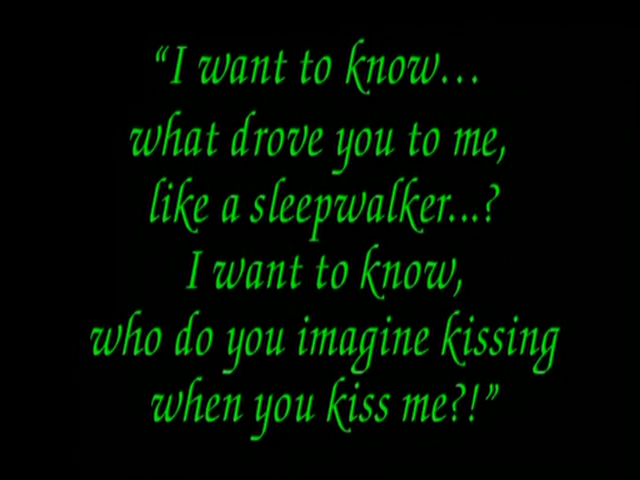 “I want to know...
what drove you to me,
like a sleepwalker...?
I want to know,
who do you imagine kissing
when you kiss me?!”